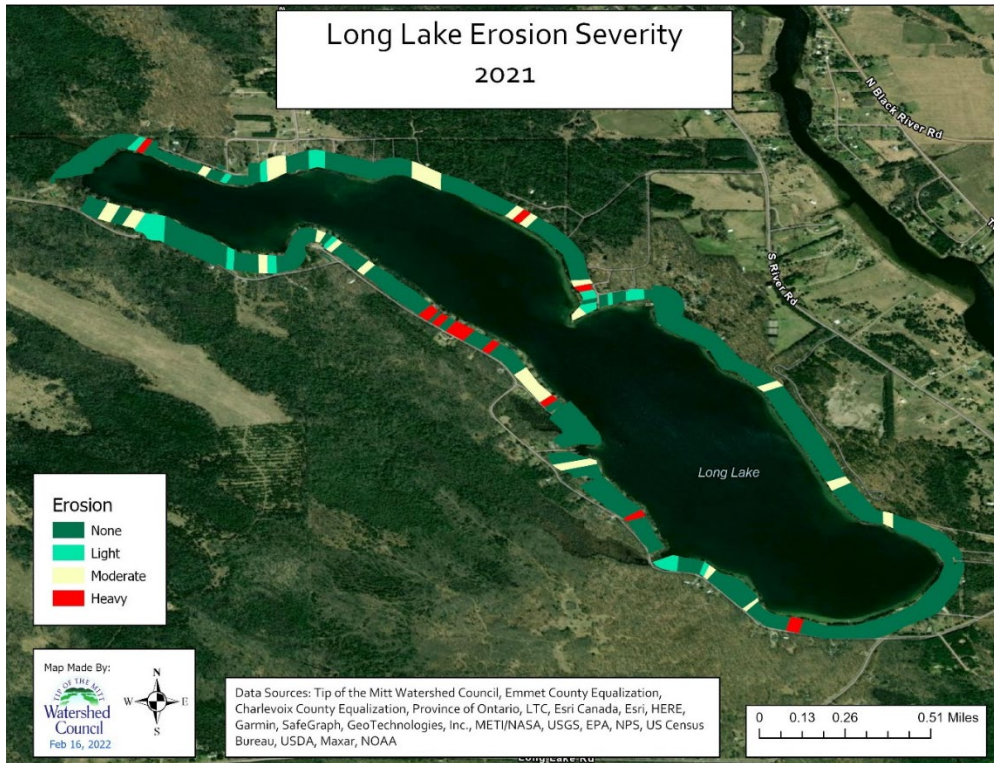 Long Lake Erosion Severity
2021
N Black River Rd
S River Rd
Long Lake
Erosion
None
Light
Moderate
Heavy
Map Made By:
TIP OF THE MITT
Watershed
Council
Feb 16, 2022
N
W
E
S
Data Sources: Tip of the Mitt Watershed Council, Emmet County Equalization,
Charlevoix County Equalization, Province of Ontario, LTC, Esri Canada, Esri, HERE,
Garmin, SafeGraph, GeoTechnologies, Inc., METI/NASA, USGS, EPA, NPS, US Census
Bureau, USDA, Maxar, NOAA
0 0.13 0.26 0.51 Miles
Long Lake Rd